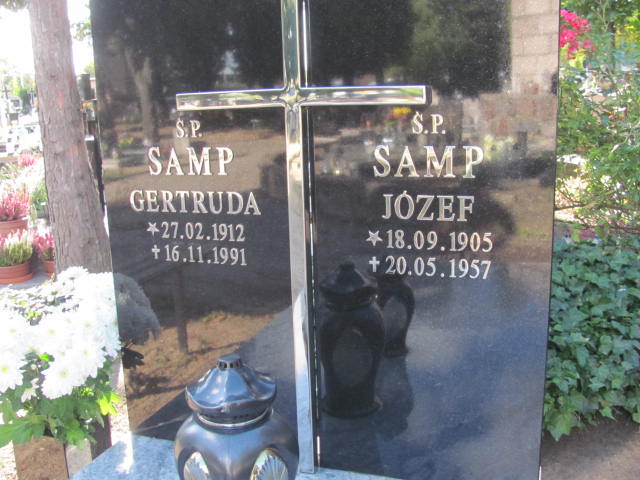 Ś.P.
SAMP
GERTRUDA
*27.02.1912
+16.11.1991
Ś.P.
SAMP
JÓZEF
*18.09.1905
+20.05.1957